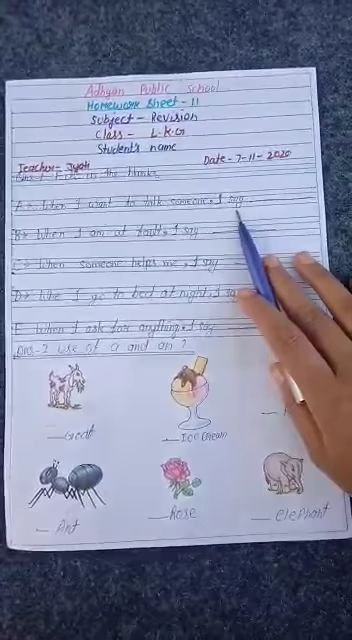 Adhyan Public school
Homework Sheet - 11
Subject - Revision
Class - L.K.G
Student's name
Teacher - Jyoti Date - 7-11-2020
Qns-1 Fill in the blanks
A> When I want to talk someone, I say
B> When I am at fault, I say
C> When someone helps me, I say
D> Whe I go to bed at night, I say
E When I ask for anything, I say
Qns-2 use of a and an?
Goat Ice cream
Ant Rose Elephant